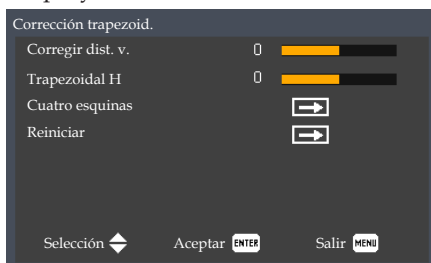 Corrección trapezoid.
Corregir dist. v. 0
Trapezoidal H 0
Cuatro esquinas
Reiniciar
Selección Aceptar ENTER Salir MENU